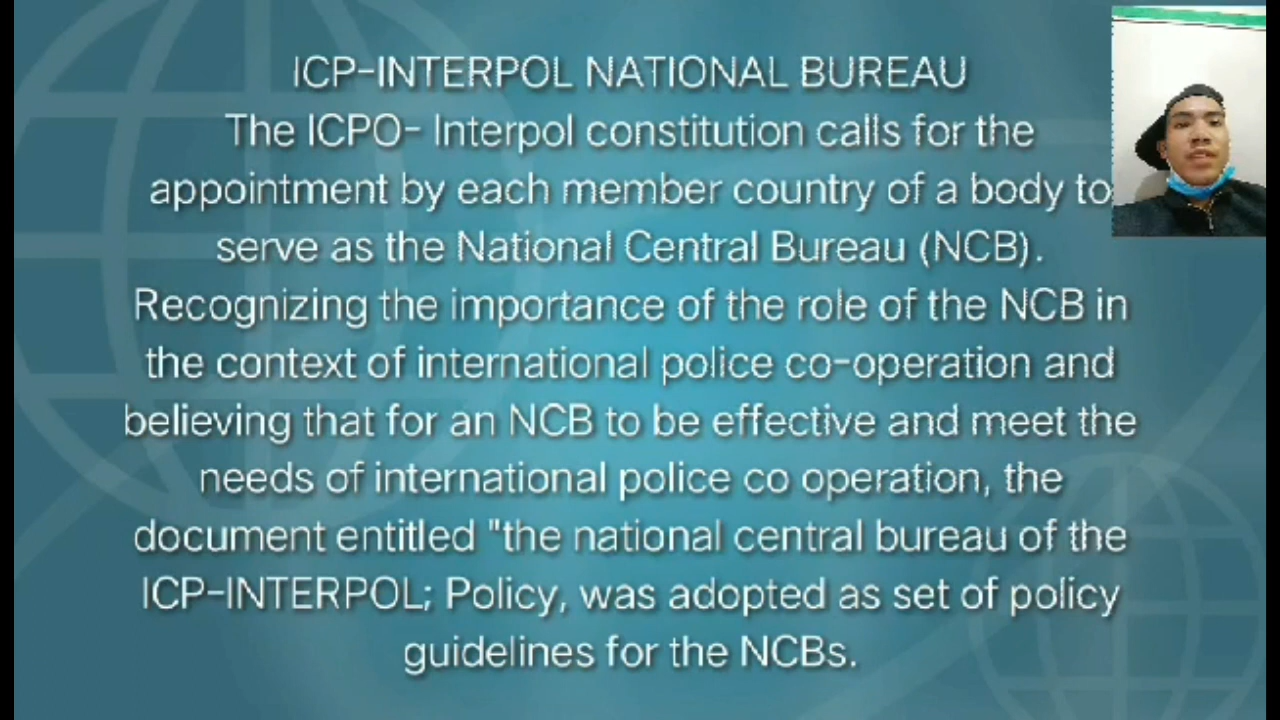 ICP-INTERPOL NATIONAL BUREAU
The ICPO- Interpol constitution calls for the
appointment by each member country of a body to
serve as the National Central Bureau (NCB).
Recognizing the importance of the role of the NCB in
the context of international police co-operation and
believing that for an NCB to be effective and meet the
needs of international police co operation, the
document entitled "the national central bureau of the
ICP-INTERPOL; Policy, was adopted as set of policy
guidelines for the NCBs.